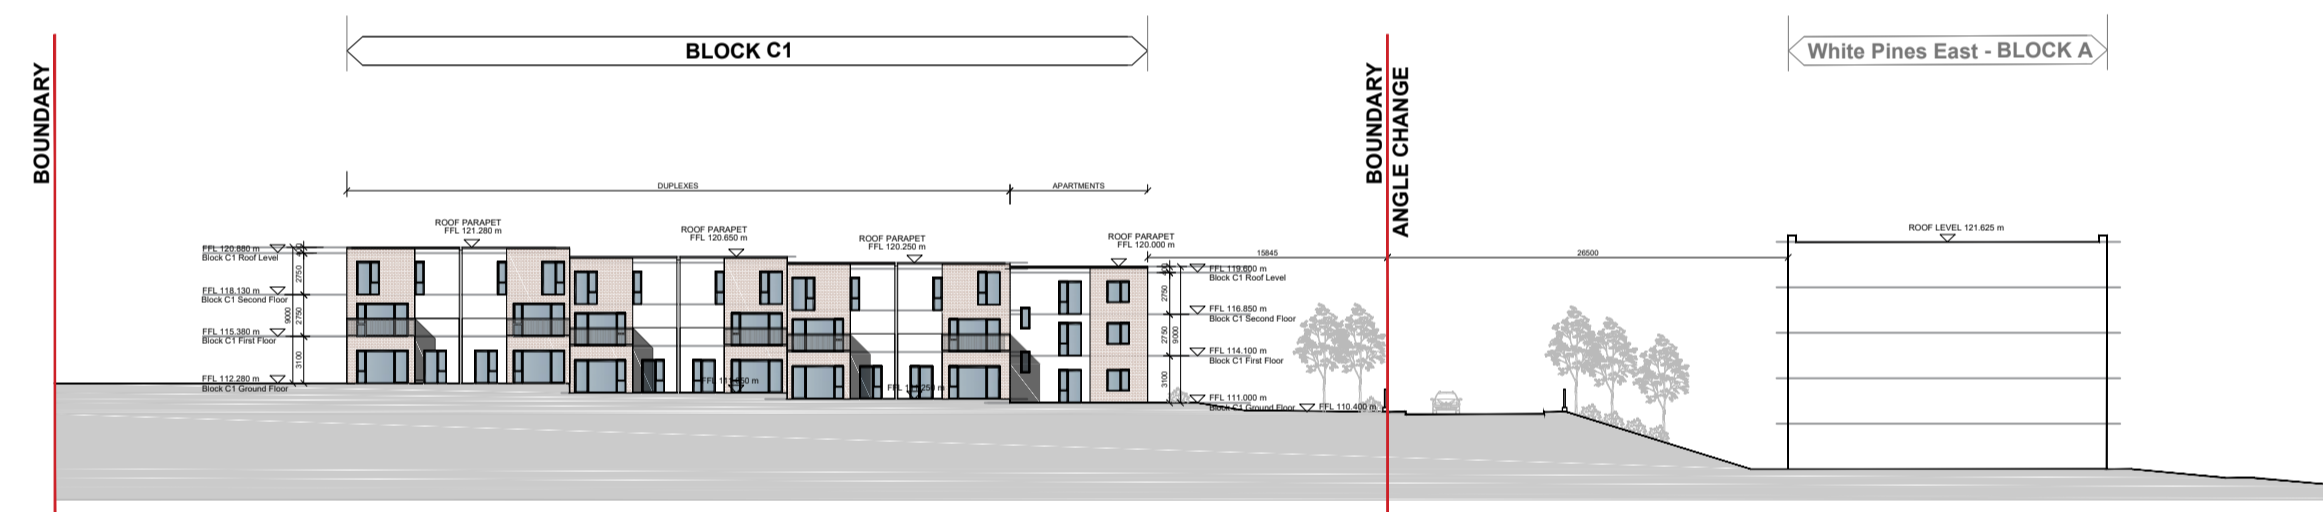 BLOCK C1
White Pines East - BLOCK A
BOUNDARY
BOUNDARY
ANGLE CHANGE
DUPLEXES
APARTMENTS
ROOF PARAPET
FFL 121.280 m
ROOF PARAPET
FFL 120.650 m
ROOF PARAPET
FFL 120.250 m
ROOF PARAPET
FFL 120.000 m
ROOF LEVEL 121.625 m
15845
26500
FFL 120.880 m
Block C1 Roof Level
FFL 118.130 m
Block C1 Second Floor
FFL 115.380 m
Block C1 First Floor
FFL 112.280 m
Block C1 Ground Floor
9000
2750
2750
3100
FFL 119.600 m
Block C1 Roof Level
FFL 116.850 m
Block C1 Second Floor
FFL 114.100 m
Block C1 First Floor
FFL 111.000 m
Block C1 Ground Floor
FFL 110.400 m
2750
2750
3100
9000